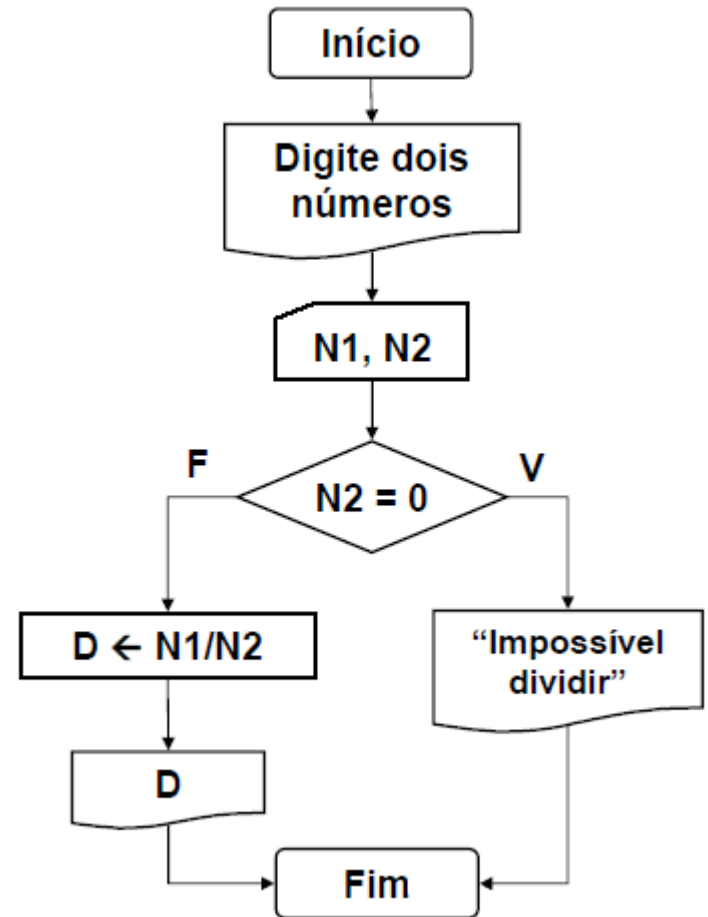 Início
Digite dois
números
N1, N2
F
V
N2 = 0
D ← N1/N2
“Impossível
dividir”
D
Fim